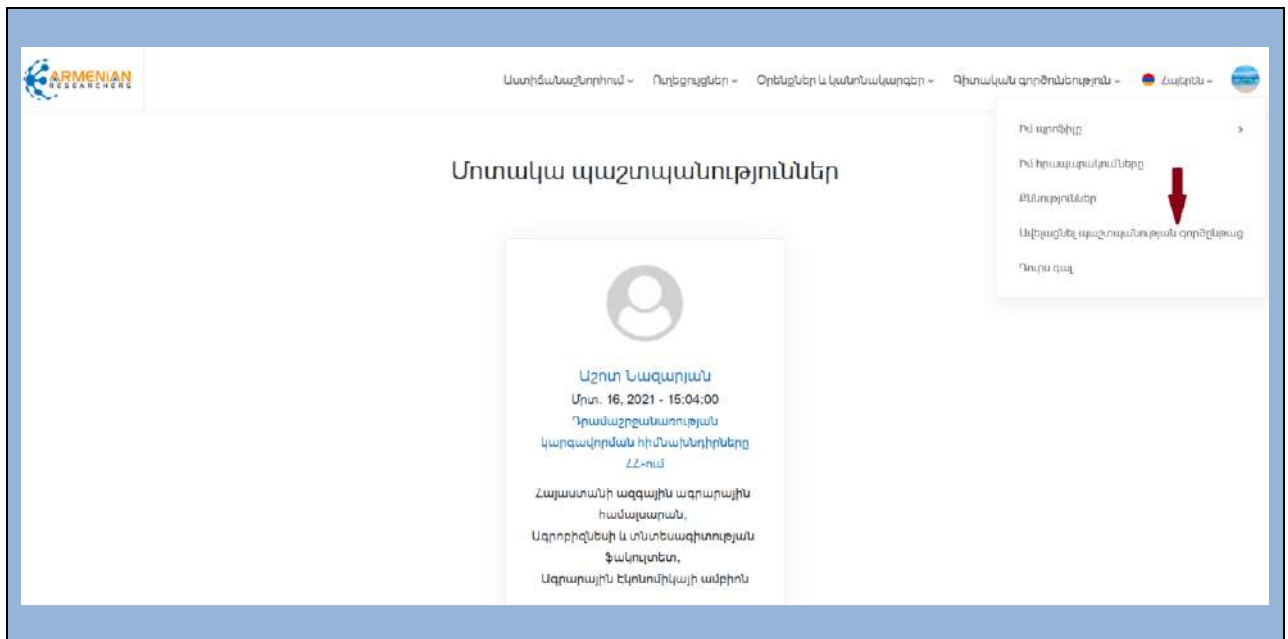 ARMENIAN
RESEARCHERS
Աստիճանաշնորհում Ուղեցույցներ Օրենքներ և կանոնակարգեր Գիտական գործունեություն Հայերեն
Իմ պրոֆիլը
Իմ հրապարակումները
Քննություններ
Ավելացնել պաշտպանության գործընթաց
Դուրս գալ
Մոտակա պաշտպանություններ
Աշոտ Նազարյան
Մրտ. 16, 2021 - 15:04:00
Դրամաշրջանառության
կարգավորման հիմնախնդիրները
ՀՀ-ում
Հայաստանի ազգային ագրարային
համալսարան,
Ագրոբիզնեսի և տնտեսագիտության
ֆակուլտետ,
Ագրարային Էկոնոմիկայի ամբիոն